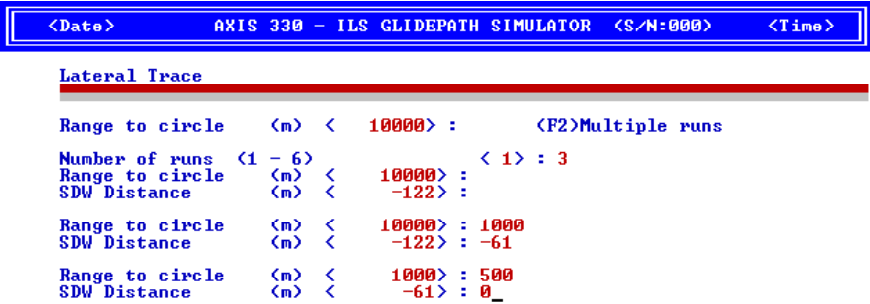 <Date> AXIS 330 – ILS GLIDEPATH SIMULATOR (S/N:000) <Time>
Lateral Trace
Range to circle (m) < 10000> : (F2)Multiple runs
Number of runs (1 – 6) < 1> : 3
Range to circle (m) < 10000> :
SDW Distance (m) < -122> :
Range to circle (m) < 10000> : 1000
SDW Distance (m) < -122> : -61
Range to circle (m) < 1000> : 500
SDW Distance (m) < -61> : 0_